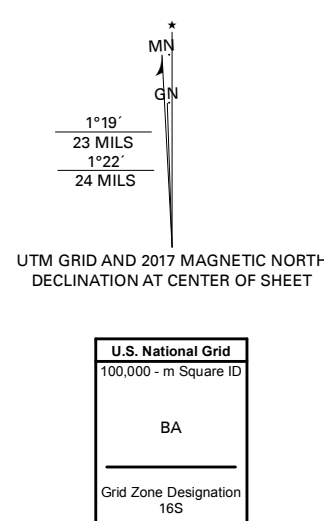 ★
MN
GN
1°19´
23 MILS
1°22´
24 MILS
UTM GRID AND 2017 MAGNETIC NORTH
DECLINATION AT CENTER OF SHEET
U.S. National Grid
100,000 - m Square ID
BA
Grid Zone Designation
16S